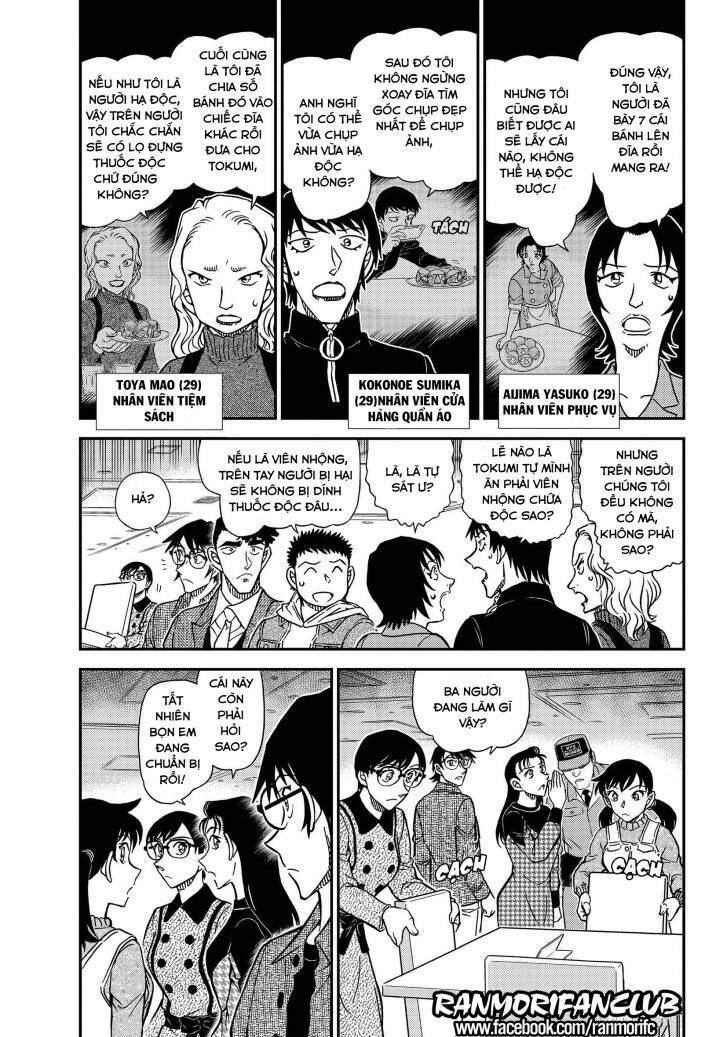 ĐÚNG VẬY,
TÔI LÀ
NGƯỜI ĐÃ
BÀY 7 CÁI
BÁNH LÊN
ĐĨA RỒI
MANG RA!
NHƯNG TÔI
CŨNG ĐÂU
BIẾT ĐƯỢC AI
SẼ LẤY CÁI
NÀO, KHÔNG
THỂ HẠ ĐỘC
ĐƯỢC!
AIJIMA YASUKO (29)
NHÂN VIÊN PHỤC VỤ
SAU ĐÓ TÔI
KHÔNG NGỪNG
XOAY ĐĨA TÌM
GÓC CHỤP ĐẸP
NHẤT ĐỂ CHỤP
ẢNH,
ANH NGHĨ
TÔI CÓ THỂ
VỪA CHỤP
ẢNH VỪA HẠ
ĐỘC
KHÔNG?
TÁCH
KOKONOE SUMIKA
(29)NHÂN VIÊN CỬA
HÀNG QUẦN ÁO
CUỐI CÙNG
LÀ TÔI ĐÃ
CHIA SỐ
BÁNH ĐÓ VÀO
CHIẾC ĐĨA
KHÁC RỒI
ĐƯA CHO
TOKUMI,
NẾU NHƯ TÔI LÀ
NGƯỜI HẠ ĐỘC,
VẬY TRÊN NGƯỜI
TÔI CHẮC CHẮN
SẼ CÓ LỌ ĐỰNG
THUỐC ĐỘC
CHỨ ĐÚNG
KHÔNG?
TOYA MAO (29)
NHÂN VIÊN TIỆM
SÁCH
NHƯNG
TRÊN NGƯỜI
CHÚNG TÔI
ĐỀU KHÔNG
CÓ MÀ,
KHÔNG PHẢI
SAO?
LẼ NÀO LÀ
TOKUMI TỰ MÌNH
ĂN PHẢI VIÊN
NHỘNG CHỨA
ĐỘC SAO?
LÀ, LÀ TỰ
SÁT Ư?
NẾU LÀ VIÊN NHỘNG,
TRÊN TAY NGƯỜI BỊ HẠI
SẼ KHÔNG BỊ DÍNH
THUỐC ĐỘC ĐÂU...
HẢ?
BA NGƯỜI
ĐANG LÀM GÌ
VẬY?
CẠCH
CẠCH
CÁI NÀY
CÒN
PHẢI
HỎI
SAO?
TẤT
NHIÊN
BỌN EM
ĐANG
CHUẨN BỊ
RỒI!
RANMORIFANCLUB
www.facebook.com/ranmorifc